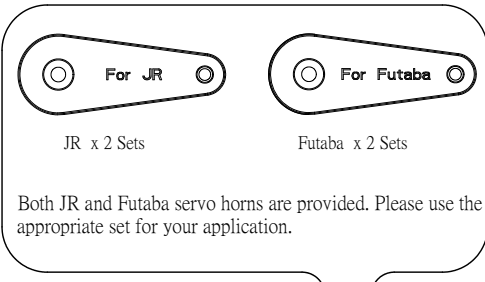 For JR
For Futaba
JR x 2 Sets
Futaba x 2 Sets
Both JR and Futaba servo horns are provided. Please use the
appropriate set for your application.